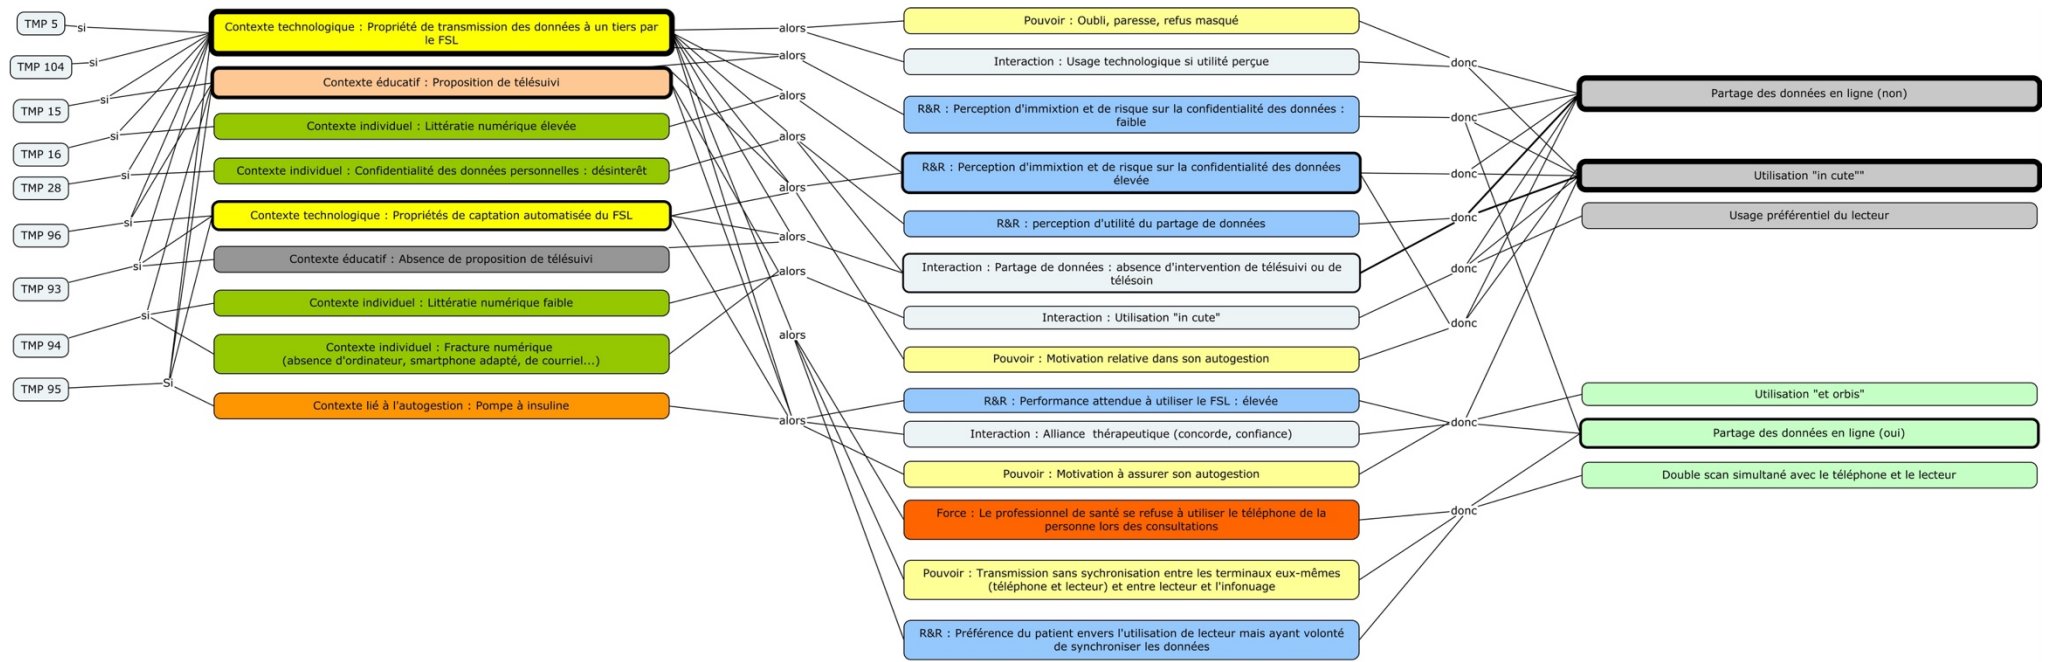 TMP 5
TMP 104
TMP 15
TMP 16
TMP 28
TMP 96
TMP 93
TMP 94
TMP 95
si
si
si
si
si
si
si
si
Si
Contexte technologique : Propriété de transmission des données à un tiers par
le FSL
Contexte éducatif : Proposition de télésuivi
Contexte individuel : Littératie numérique élevée
Contexte individuel : Confidentialité des données personnelles : désinterêt
Contexte technologique : Propriétés de captation automatisée du FSL
Contexte éducatif : Absence de proposition de télésuivi
Contexte individuel : Littératie numérique faible
Contexte individuel : Fracture numérique
(absence d'ordinateur, smartphone adapté, de courriel...)
Contexte lié à l'autogestion : Pompe à insuline
alors
alors
alors
alors
alors
alors
alors
alors
alors
Pouvoir : Oubli, paresse, refus masqué
Interaction : Usage technologique si utilité perçue
R&R : Perception d'immixtion et de risque sur la confidentialité des données :
faible
R&R : Perception d'immixtion et de risque sur la confidentialité des données
élevée
R&R : perception d'utilité du partage de données
Interaction : Partage de données : absence d'intervention de télésuivi ou de
télésoin
Interaction : Utilisation "in cute"
Pouvoir : Motivation relative dans son autogestion
R&R : Performance attendue à utiliser le FSL : élevée
Interaction : Alliance thérapeutique (concorde, confiance)
Pouvoir : Motivation à assurer son autogestion
Force : Le professionnel de santé se refuse à utiliser le téléphone de la
personne lors des consultations
Pouvoir : Transmission sans sychronisation entre les terminaux eux-mêmes
(téléphone et lecteur) et entre lecteur et l'infonuage
R&R : Préférence du patient envers l'utilisation de lecteur mais ayant volonté
de synchroniser les données
donc
donc
donc
donc
donc
donc
donc
donc
Partage des données en ligne (non)
Utilisation "in cute""
Usage préférentiel du lecteur
Utilisation "et orbis"
Partage des données en ligne (oui)
Double scan simultané avec le téléphone et le lecteur